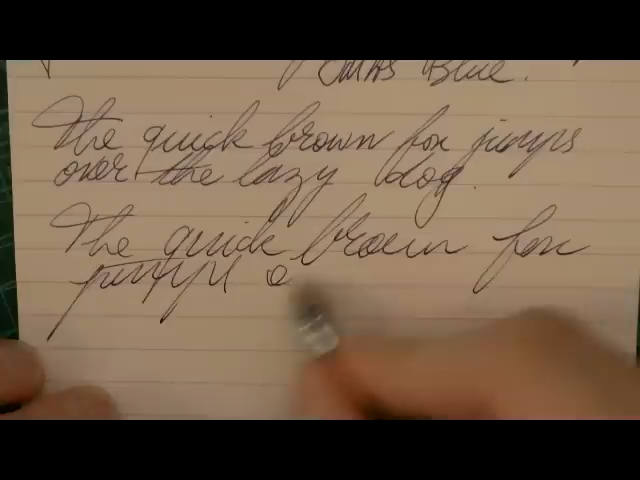 Blue.
The quick brown fox jumps
over the lazy dog.
The quick brown fox
jumps o